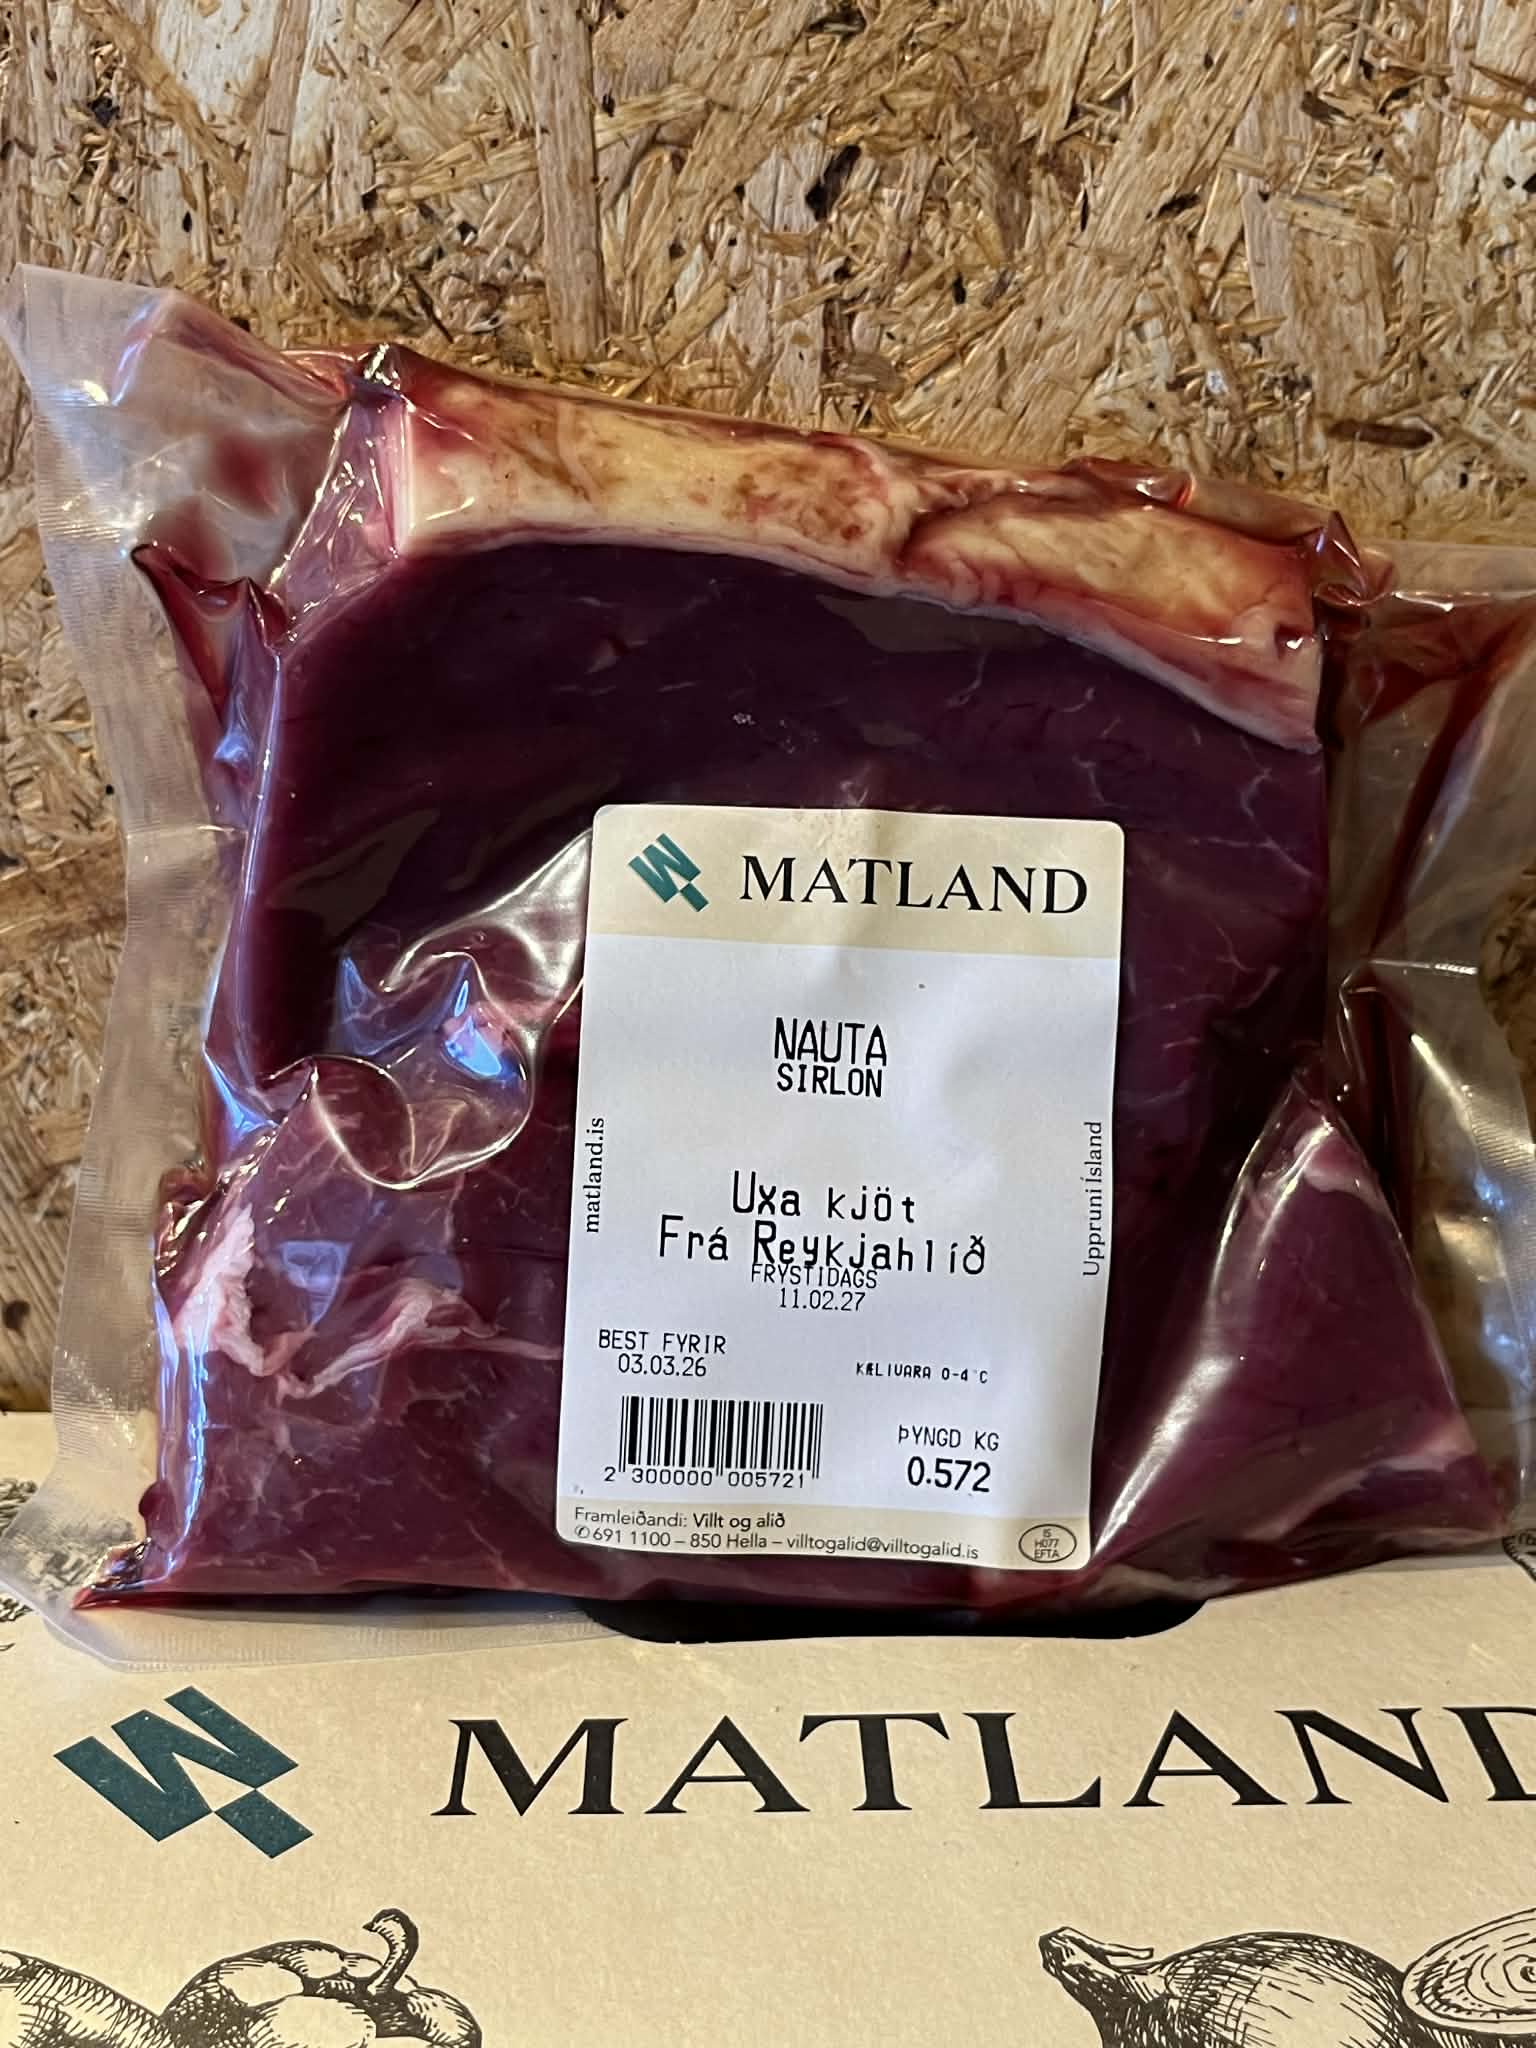 MATLAND
NAUTA
SIRLON
matland.is
Uppruni Ísland
Uxa kjöt
Frá Reykjahlíð
FRYSTIDAGS
11.02.27
BEST FYRIR
03.03.26
KÆLIVARA 0-4°C
2 300000 005721
ÞYNGD KG
0.572
Framleiðandi: Villt og alið
✆ 691 1100 – 850 Hella – villtogalid@villtogalid.is
IS
H077
EFTA
MATLAND